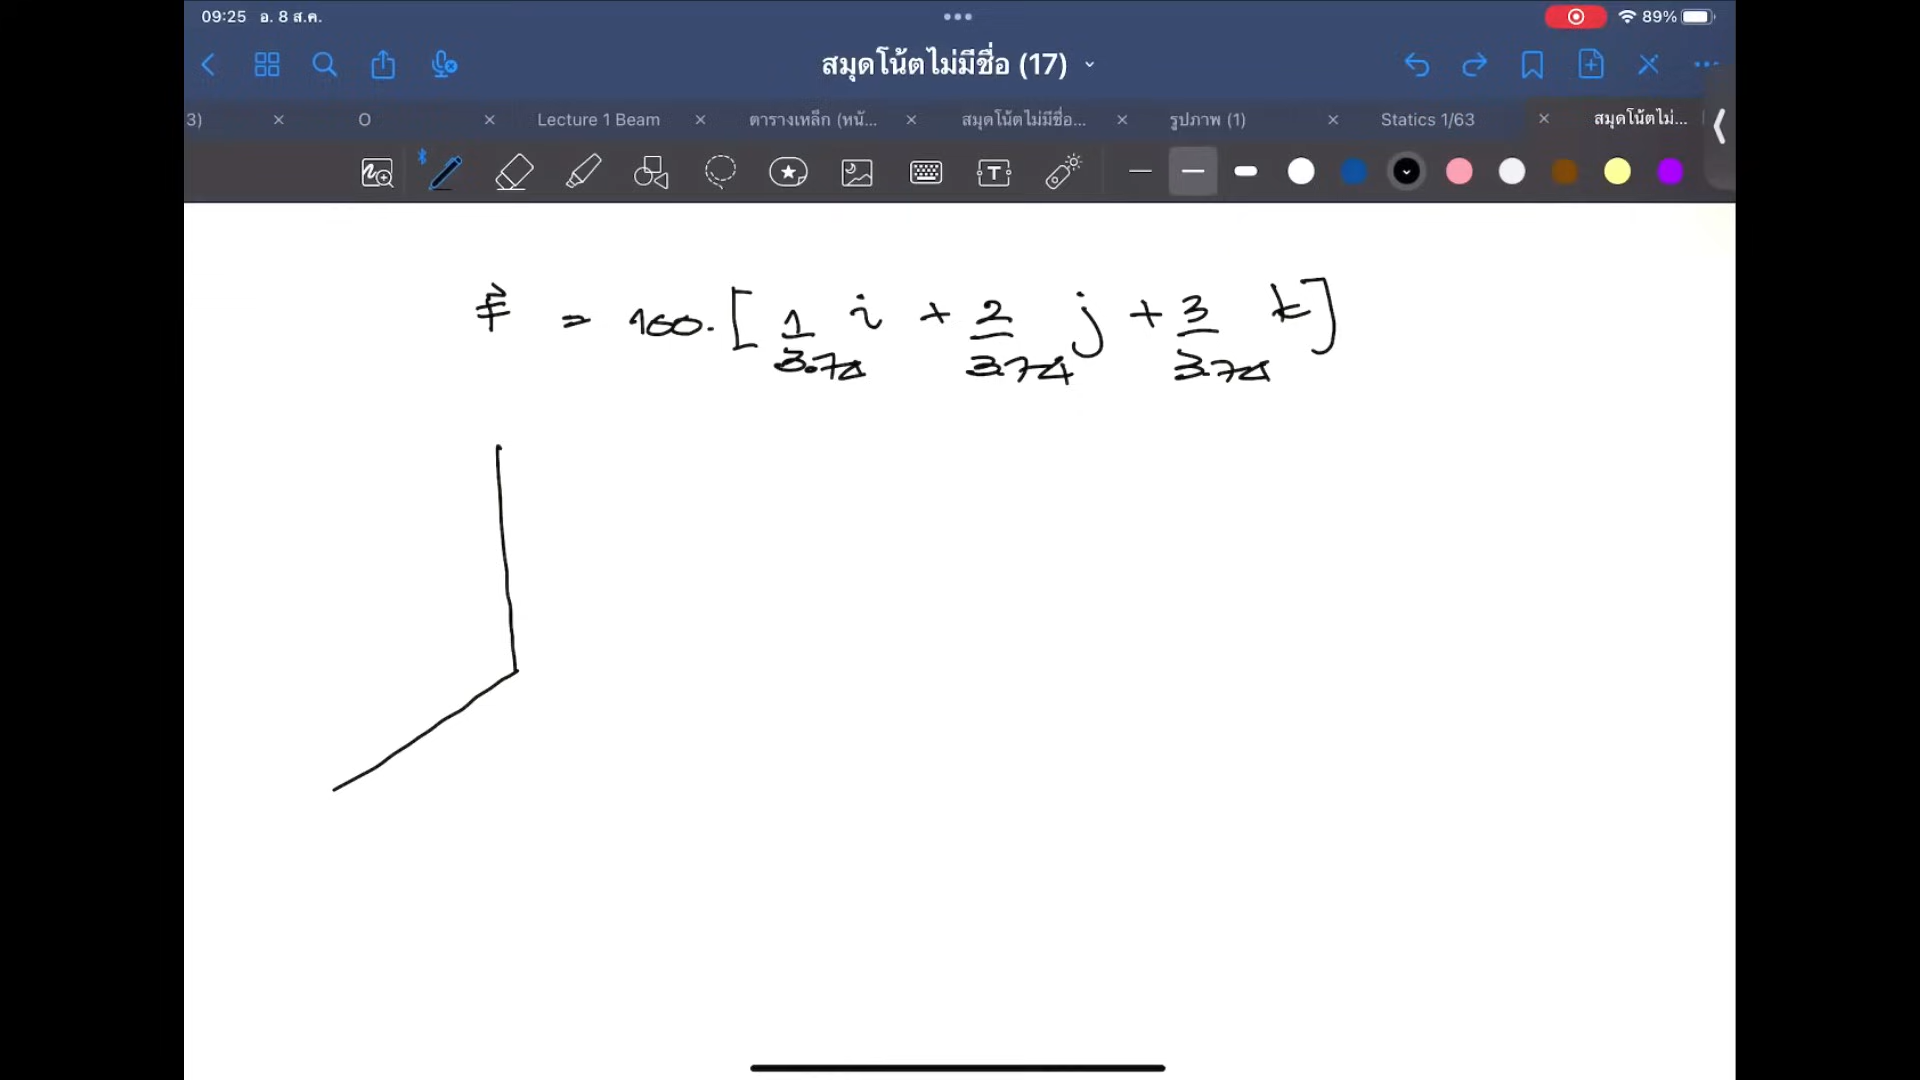 09:25 อ. 8 ส.ค. 89%
สมุดโน้ตไม่มีชื่อ (17)
3) O Lecture 1 Beam ตารางเหล็ก (หนั... สมุดโน้ตไม่มีชื่อ... รูปภาพ (1) Statics 1/63 สมุดโน้ตไม่...
F⃗ = 100. [ 1/3.74 i + 2/3.74 j + 3/3.74 k ]